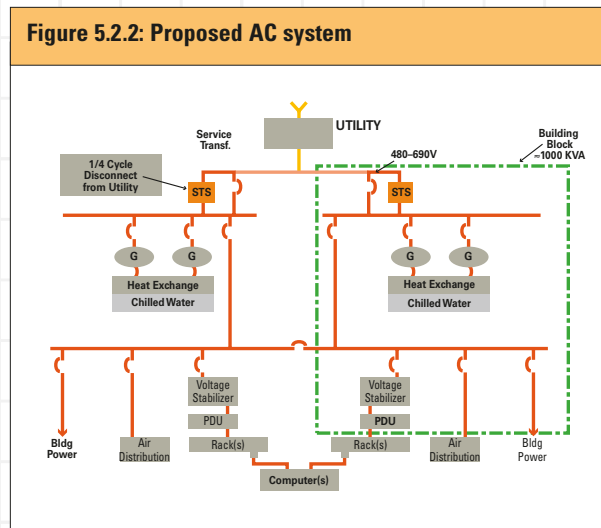 Figure 5.2.2: Proposed AC system
UTILITY
Service
Transf.
480–690V
Building
Block
≈1000 KVA
1/4 Cycle
Disconnect
from Utility
STS
STS
G
G
G
G
Heat Exchange
Chilled Water
Heat Exchange
Chilled Water
Voltage
Stabilizer
Voltage
Stabilizer
PDU
PDU
Bldg
Power
Air
Distribution
Rack(s)
Rack(s)
Air
Distribution
Bldg
Power
Computer(s)